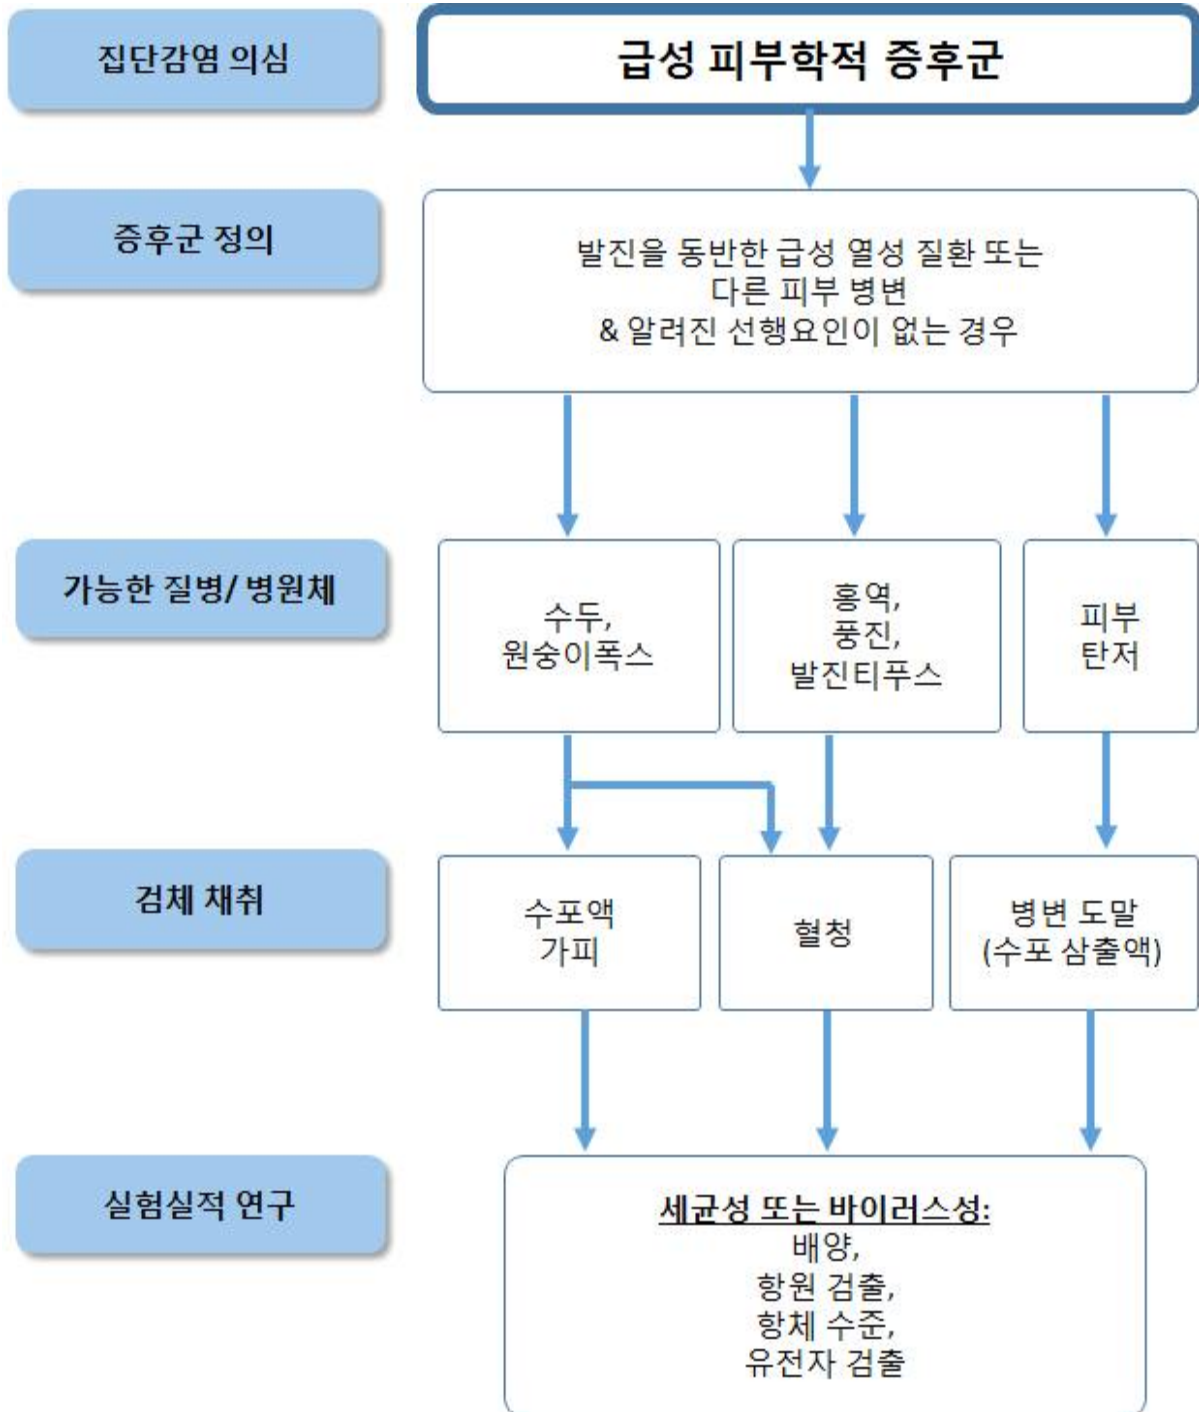 집단감염 의심
급성 피부학적 증후군
증후군 정의
발진을 동반한 급성 열성 질환 또는
다른 피부 병변
& 알려진 선행요인이 없는 경우
가능한 질병/ 병원체
수두,
원숭이폭스
홍역,
풍진,
발진티푸스
피부
탄저
검체 채취
수포액
가피
혈청
병변 도말
(수포 삼출액)
실험실적 연구
세균성 또는 바이러스성:
배양,
항원 검출,
항체 수준,
유전자 검출